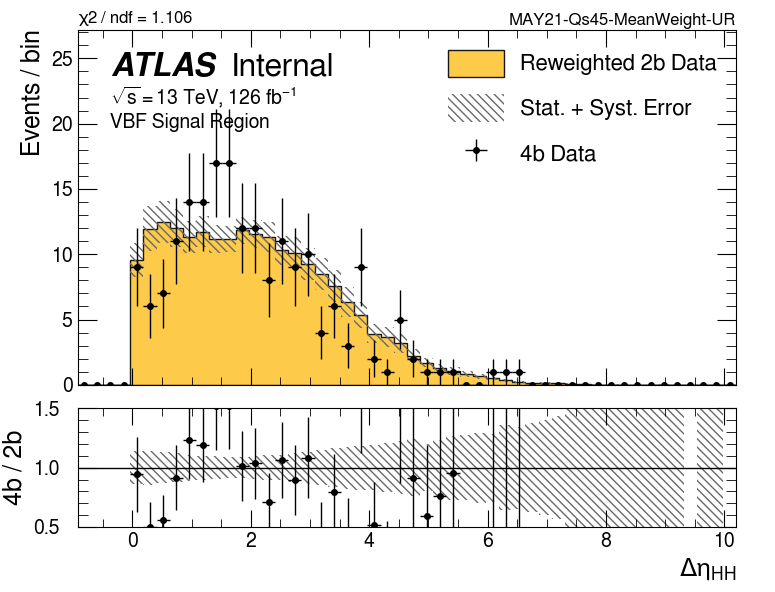 χ² / ndf = 1.106
MAY21-Qs45-MeanWeight-UR
ATLAS Internal
√s = 13 TeV, 126 fb⁻¹
VBF Signal Region
Reweighted 2b Data
Stat. + Syst. Error
4b Data
Events / bin
25
20
15
10
5
0
4b / 2b
1.5
1.0
0.5
0 2 4 6 8 10
Δη_HH